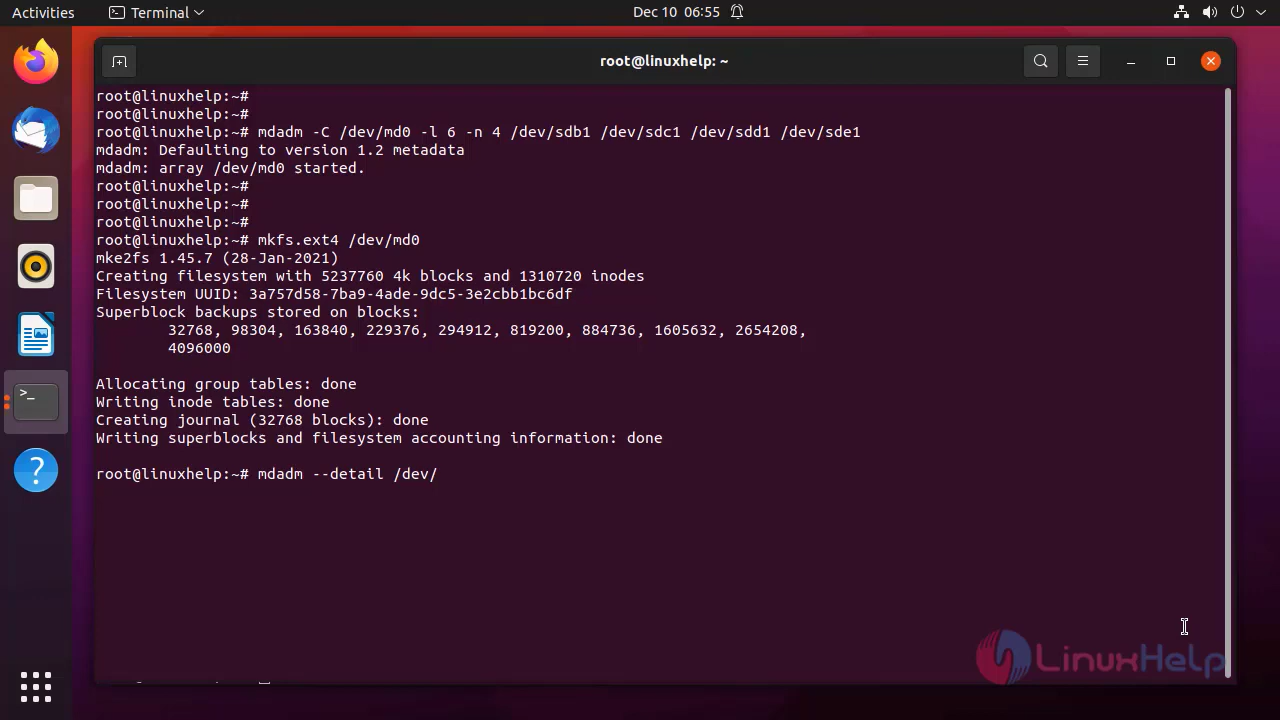 Activities
Terminal
Dec 10 06:55
root@linuxhelp: ~
root@linuxhelp:~#
root@linuxhelp:~#
root@linuxhelp:~# mdadm -C /dev/md0 -l 6 -n 4 /dev/sdb1 /dev/sdc1 /dev/sdd1 /dev/sde1
mdadm: Defaulting to version 1.2 metadata
mdadm: array /dev/md0 started.
root@linuxhelp:~#
root@linuxhelp:~#
root@linuxhelp:~#
root@linuxhelp:~# mkfs.ext4 /dev/md0
mke2fs 1.45.7 (28-Jan-2021)
Creating filesystem with 5237760 4k blocks and 1310720 inodes
Filesystem UUID: 3a757d58-7ba9-4ade-9dc5-3e2cbb1bc6df
Superblock backups stored on blocks:
32768, 98304, 163840, 229376, 294912, 819200, 884736, 1605632, 2654208,
4096000
Allocating group tables: done
Writing inode tables: done
Creating journal (32768 blocks): done
Writing superblocks and filesystem accounting information: done
root@linuxhelp:~# mdadm --detail /dev/
LinuxHelp